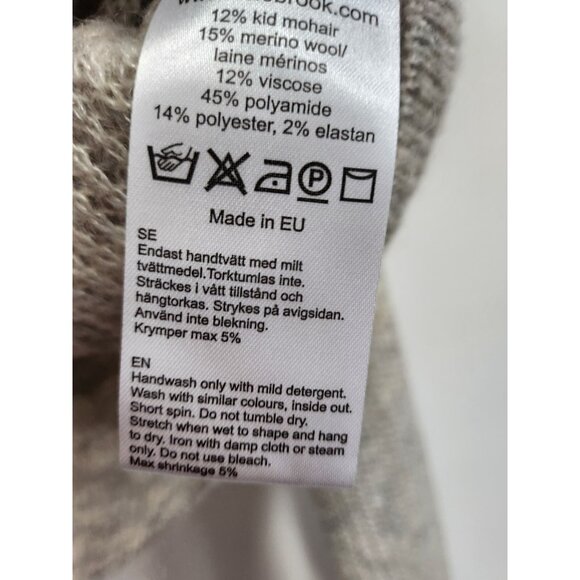 12% kid mohair
15% merino wool/
laine mérinos
12% viscose
45% polyamide
14% polyester, 2% elastan
P
Made in EU
SE
Endast handtvätt med milt
tvättmedel.Torktumlas inte.
Sträckes i vått tillstånd och
hängtorkas. Strykes på avigsidan.
Använd inte blekning.
Krymper max 5%
EN
Handwash only with mild detergent.
Wash with similar colours, inside out.
Short spin. Do not tumble dry.
Stretch when wet to shape and hang
to dry. Iron with damp cloth or steam
only. Do not use bleach.
Max shrinkage 5%